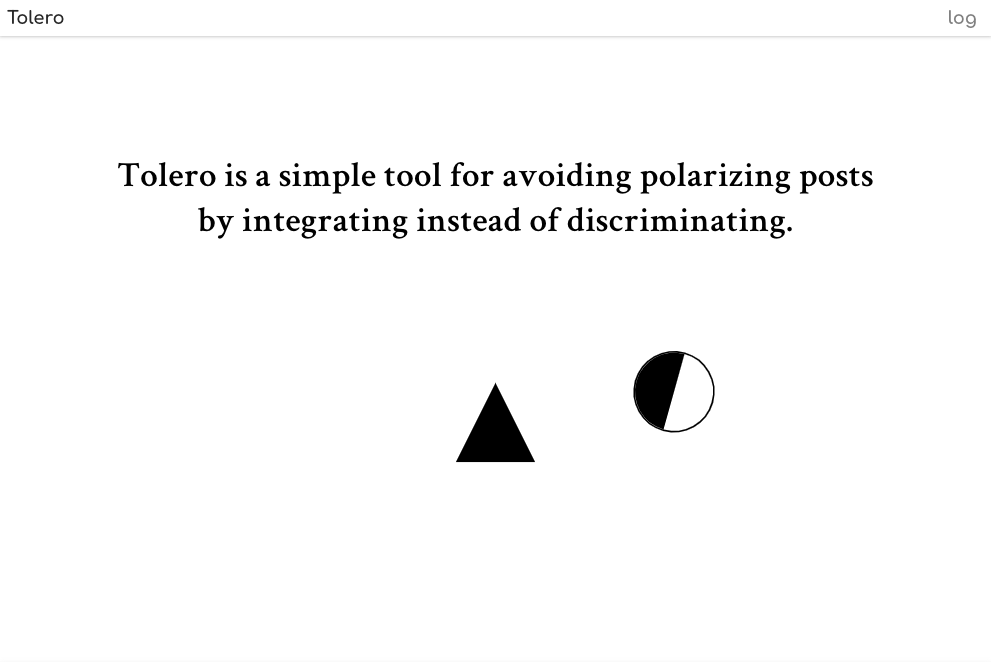 Tolero
log
Tolero is a simple tool for avoiding polarizing posts
by integrating instead of discriminating.